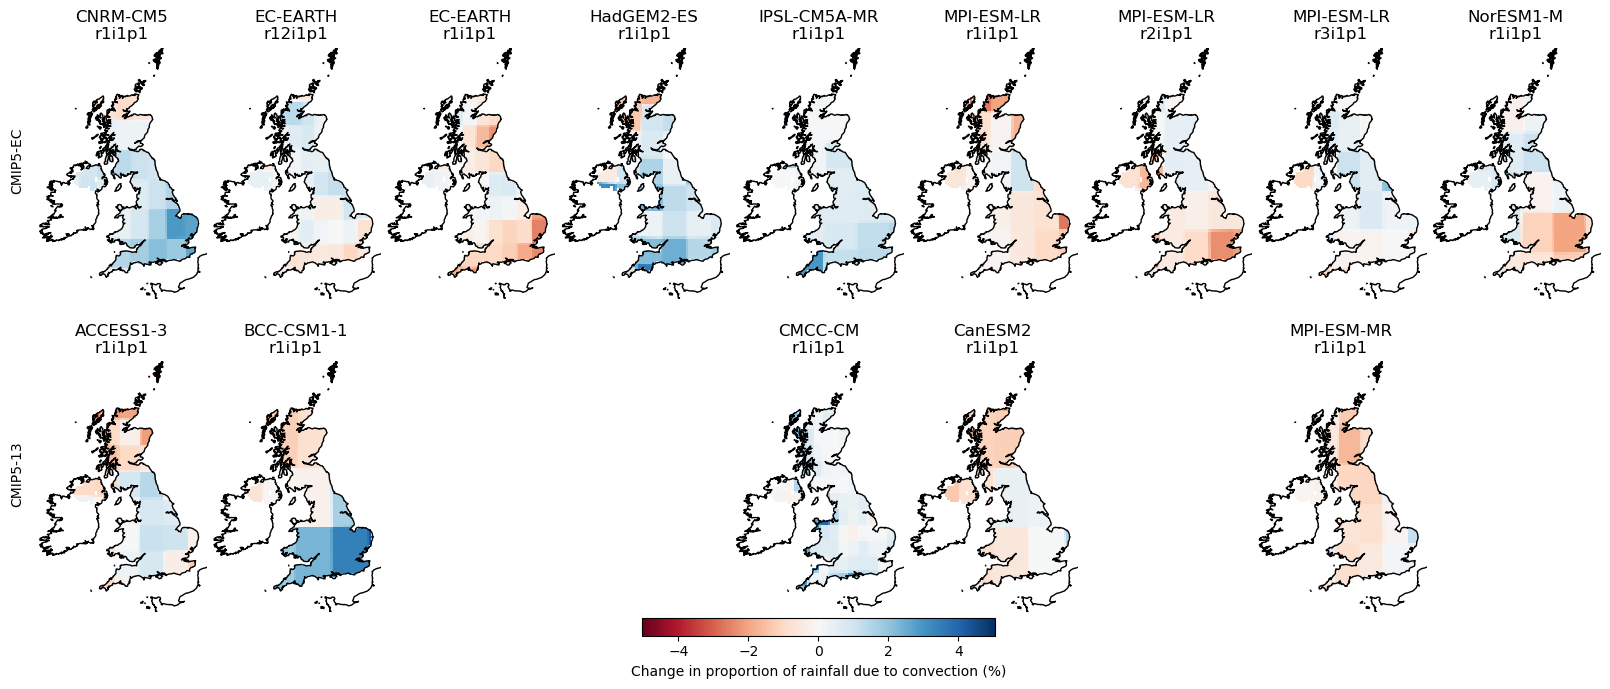 CNRM-CM5
r1i1p1
EC-EARTH
r12i1p1
EC-EARTH
r1i1p1
HadGEM2-ES
r1i1p1
IPSL-CM5A-MR
r1i1p1
MPI-ESM-LR
r1i1p1
MPI-ESM-LR
r2i1p1
MPI-ESM-LR
r3i1p1
NorESM1-M
r1i1p1
CMIP5-EC
ACCESS1-3
r1i1p1
BCC-CSM1-1
r1i1p1
CMCC-CM
r1i1p1
CanESM2
r1i1p1
MPI-ESM-MR
r1i1p1
CMIP5-13
−4 −2 0 2 4
Change in proportion of rainfall due to convection (%)